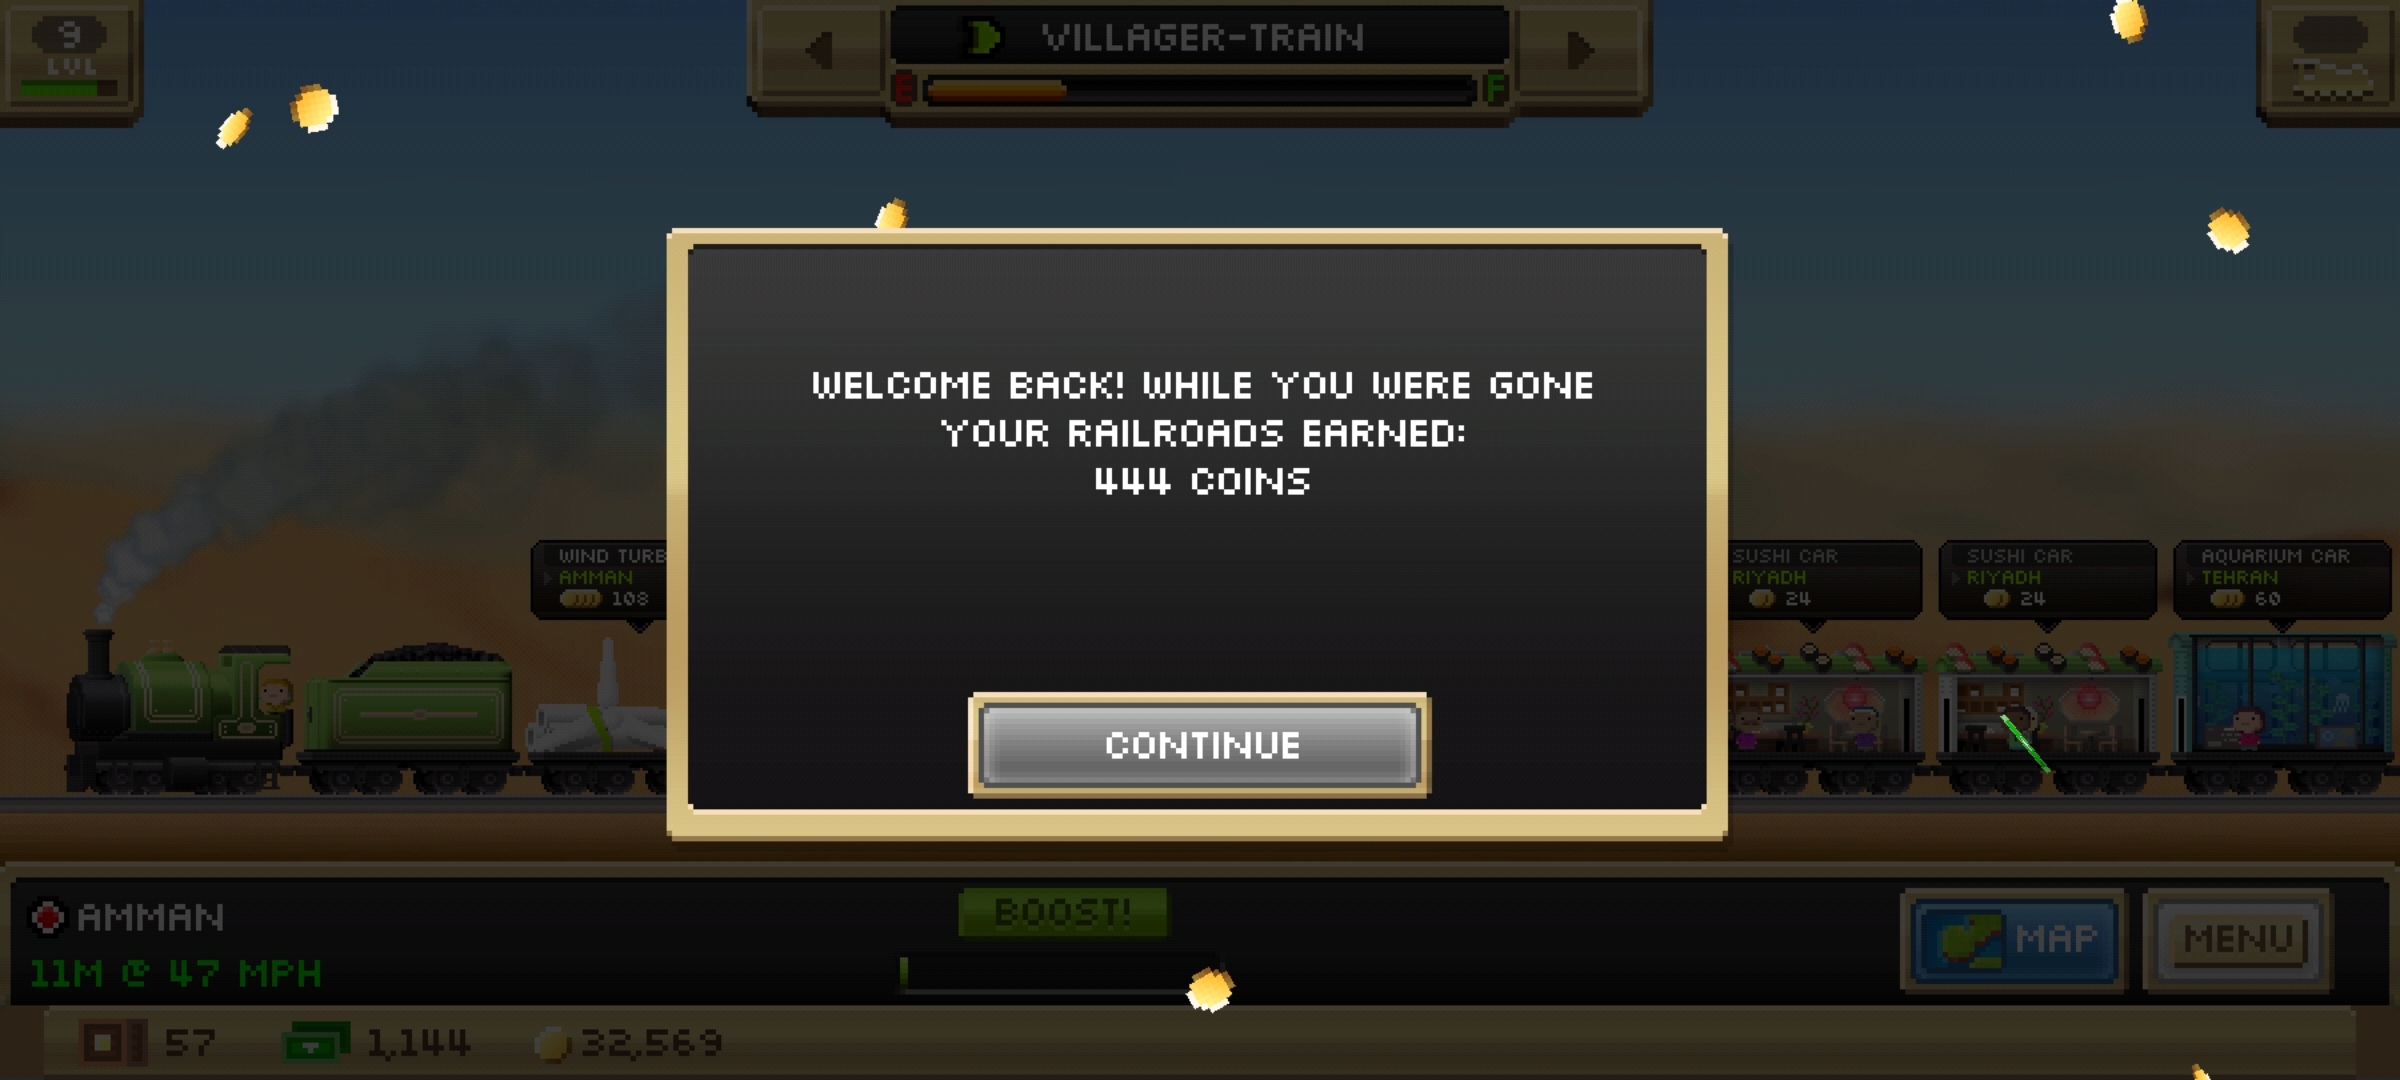 9
LVL
VILLAGER-TRAIN
E F
WELCOME BACK! WHILE YOU WERE GONE
YOUR RAILROADS EARNED:
444 COINS
CONTINUE
WIND TURB
AMMAN
108
SUSHI CAR
RIYADH
24
SUSHI CAR
RIYADH
24
AQUARIUM CAR
TEHRAN
60
AMMAN
11M @ 47 MPH
BOOST!
MAP
MENU
57 1,144 32,569